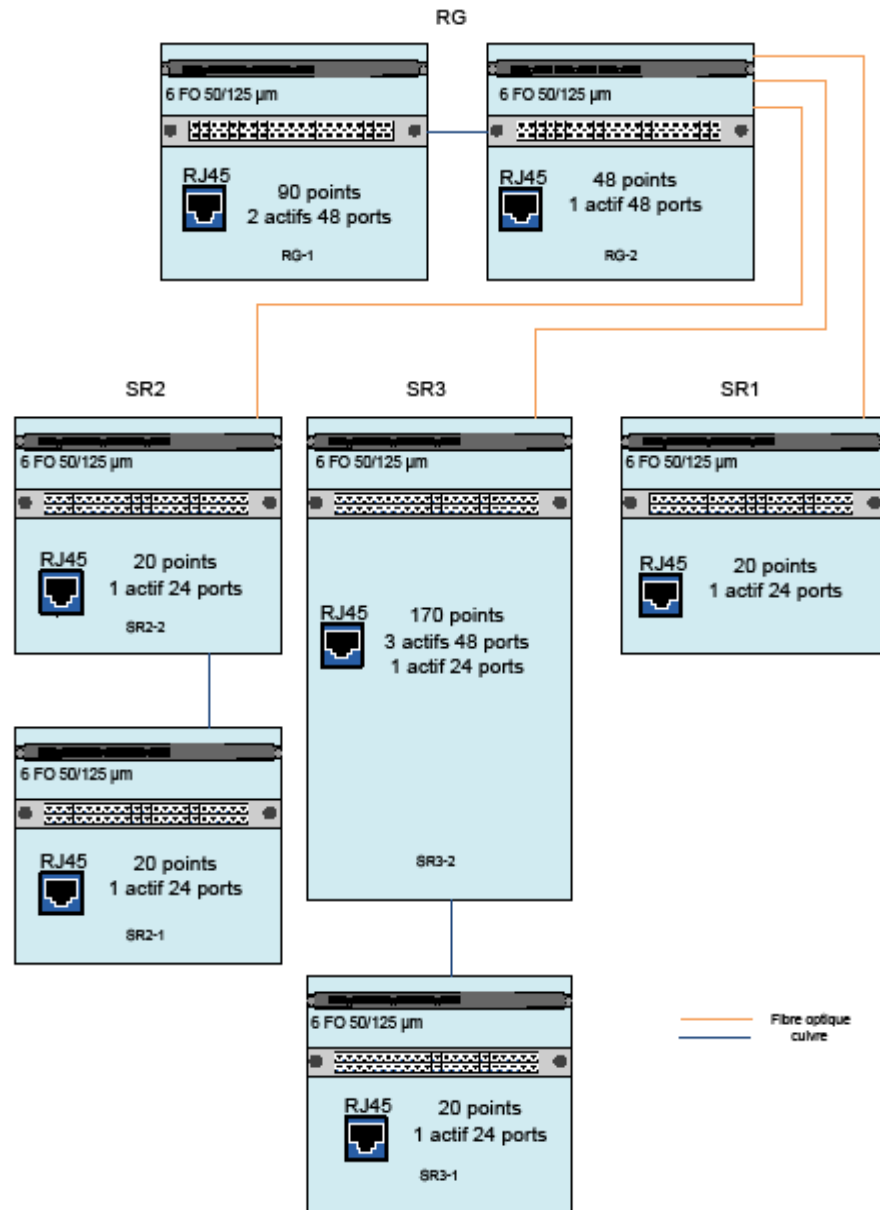 RG
6 FO 50/125 µm
RJ45
90 points
2 actifs 48 ports
RG-1
6 FO 50/125 µm
RJ45
48 points
1 actif 48 ports
RG-2
SR2
SR3
SR1
6 FO 50/125 µm
RJ45
20 points
1 actif 24 ports
SR2-2
6 FO 50/125 µm
RJ45
170 points
3 actifs 48 ports
1 actif 24 ports
SR3-2
6 FO 50/125 µm
RJ45
20 points
1 actif 24 ports
6 FO 50/125 µm
RJ45
20 points
1 actif 24 ports
SR2-1
6 FO 50/125 µm
RJ45
20 points
1 actif 24 ports
SR3-1
Fibre optique
cuivre